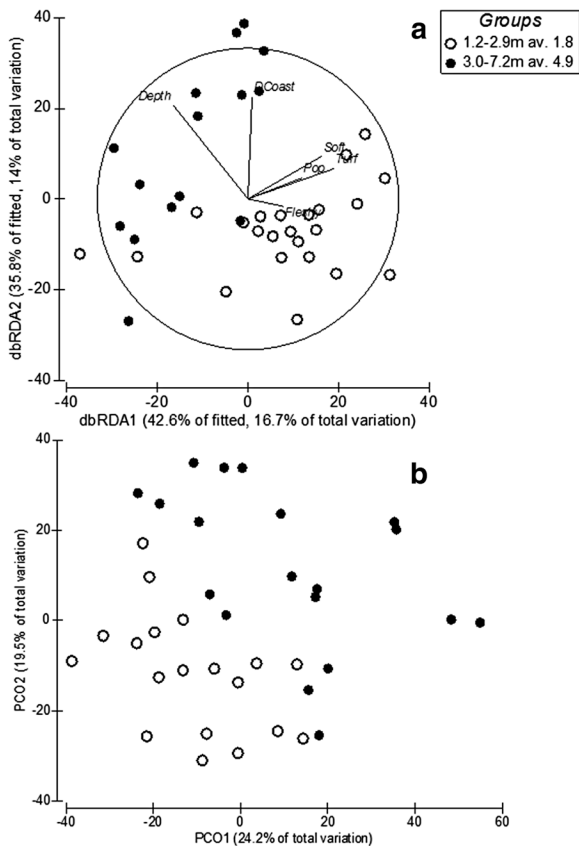 a
Groups
1.2-2.9m av. 1.8
3.0-7.2m av. 4.9
40
20
0
-20
-40
dbRDA2 (35.8% of fitted, 14% of total variation)
Depth
DCoast
Soft
Turf
Pop
Fleshy
-40
-20
0
20
40
dbRDA1 (42.6% of fitted, 16.7% of total variation)
b
40
20
0
-20
-40
PCO2 (19.5% of total variation)
-40
-20
0
20
40
60
PCO1 (24.2% of total variation)